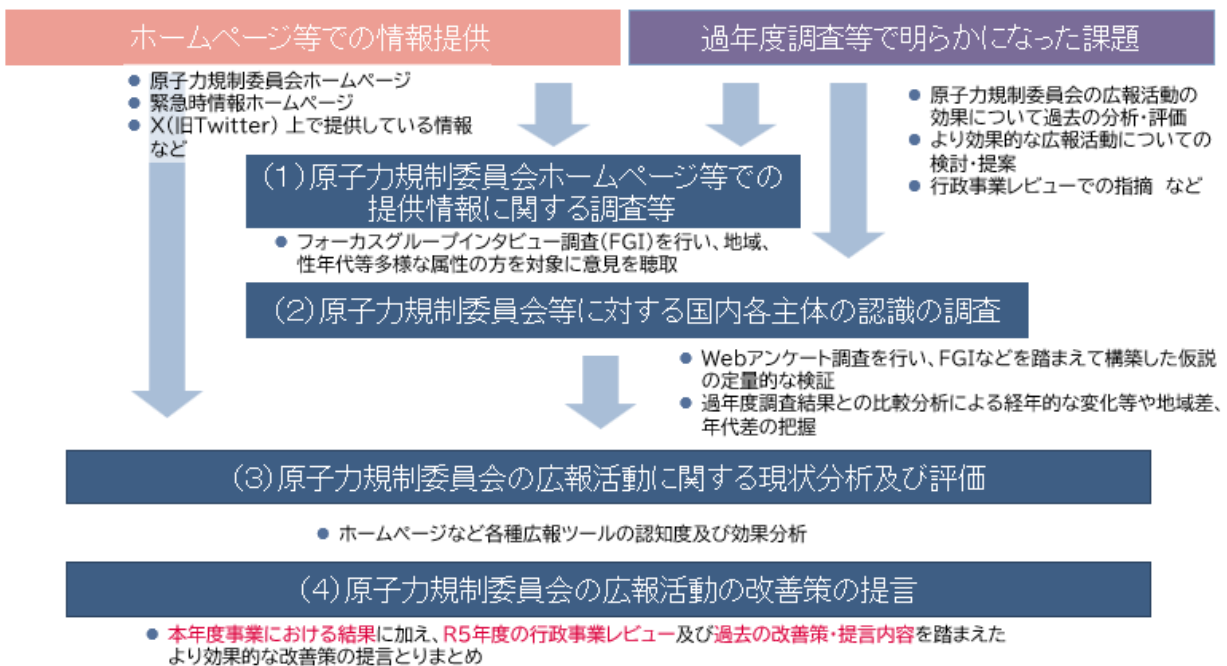 ホームページ等での情報提供
過年度調査等で明らかになった課題
● 原子力規制委員会ホームページ
● 緊急時情報ホームページ
● X(旧Twitter) 上で提供している情報
など
● 原子力規制委員会の広報活動の
効果について過去の分析・評価
● より効果的な広報活動についての
検討・提案
● 行政事業レビューでの指摘 など
(1)原子力規制委員会ホームページ等での
提供情報に関する調査等
● フォーカスグループインタビュー調査(FGI)を行い、地域、
性年代等多様な属性の方を対象に意見を聴取
(2)原子力規制委員会等に対する国内各主体の認識の調査
● Webアンケート調査を行い、FGIなどを踏まえて構築した仮説
の定量的な検証
● 過年度調査結果との比較分析による経年的な変化等や地域差、
年代差の把握
(3)原子力規制委員会の広報活動に関する現状分析及び評価
● ホームページなど各種広報ツールの認知度及び効果分析
(4)原子力規制委員会の広報活動の改善策の提言
● 本年度事業における結果に加え、R5年度の行政事業レビュー及び過去の改善策・提言内容を踏まえた
より効果的な改善策の提言とりまとめ